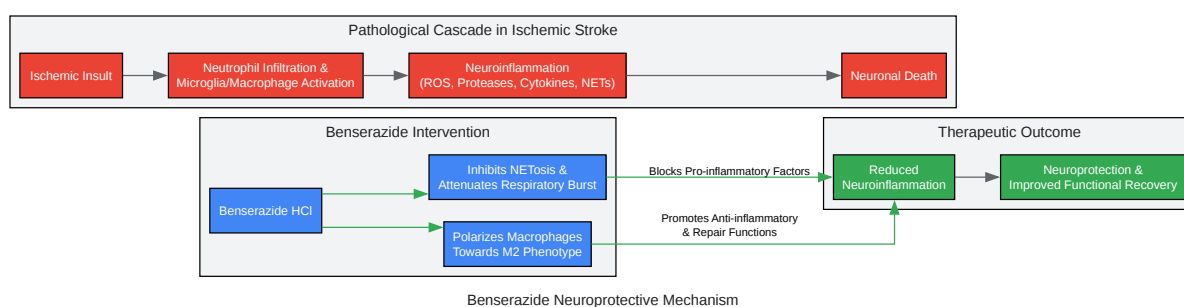 Pathological Cascade in Ischemic Stroke
Ischemic Insult
Neutrophil Infiltration &
Microglia/Macrophage Activation
Neuroinflammation
(ROS, Proteases, Cytokines, NETs)
Neuronal Death
Benserazide Intervention
Benserazide HCl
Inhibits NETosis &
Attenuates Respiratory Burst
Polarizes Macrophages
Towards M2 Phenotype
Blocks Pro-inflammatory Factors
Promotes Anti-inflammatory
& Repair Functions
Therapeutic Outcome
Reduced
Neuroinflammation
Neuroprotection &
Improved Functional Recovery
Benserazide Neuroprotective Mechanism